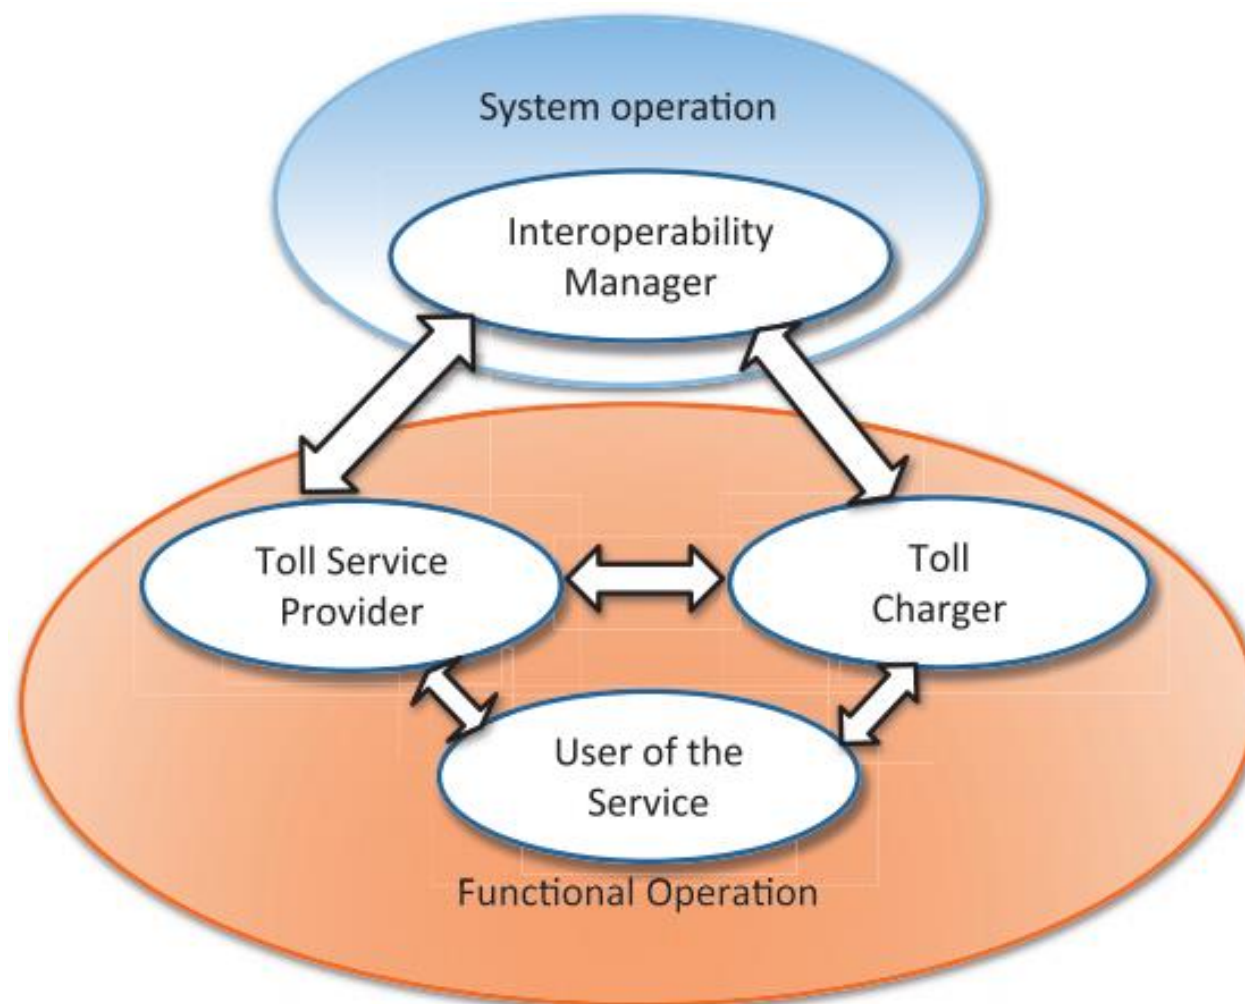 System operation
Interoperability
Manager
Toll Service
Provider
Toll
Charger
User of the
Service
Functional Operation